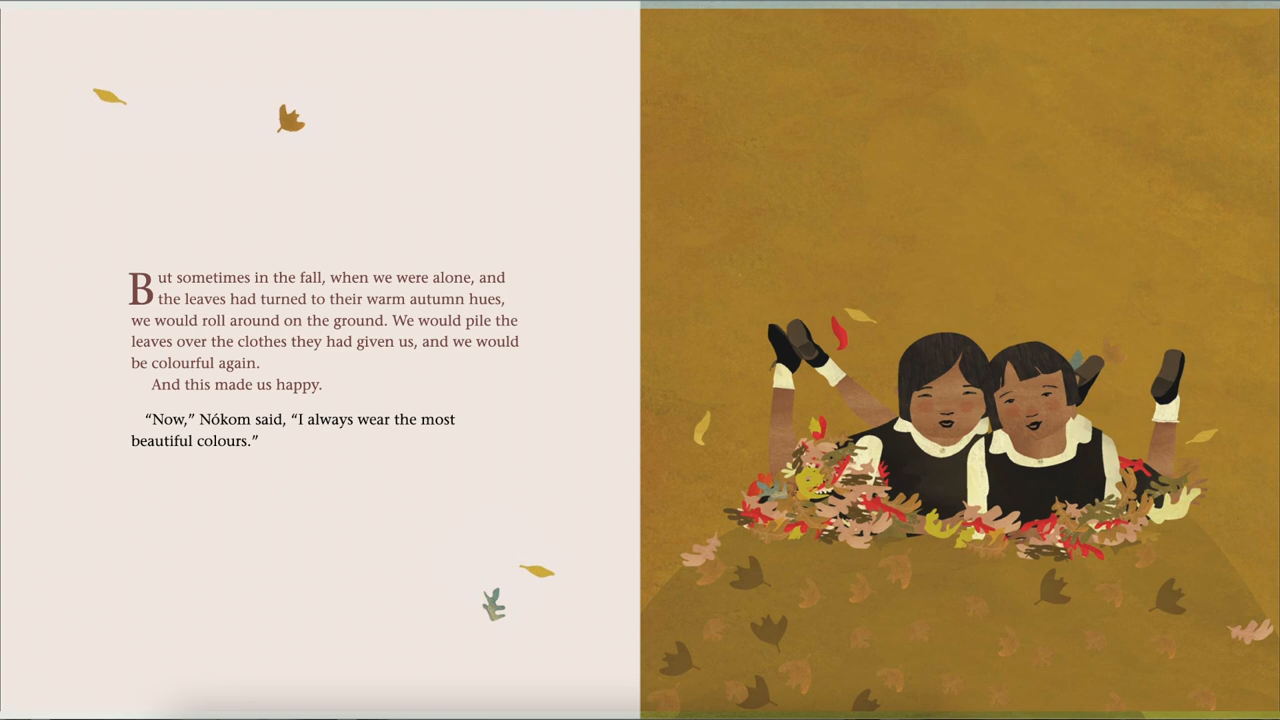 But sometimes in the fall, when we were alone, and
the leaves had turned to their warm autumn hues,
we would roll around on the ground. We would pile the
leaves over the clothes they had given us, and we would
be colourful again.
And this made us happy.
“Now,” Nókom said, “I always wear the most
beautiful colours.”